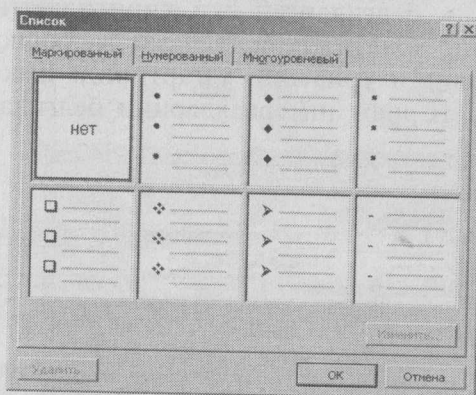 Список
? ×
Маркированный Нумерованный Многоуровневый
нет
Изменить...
Удалить OK Отмена